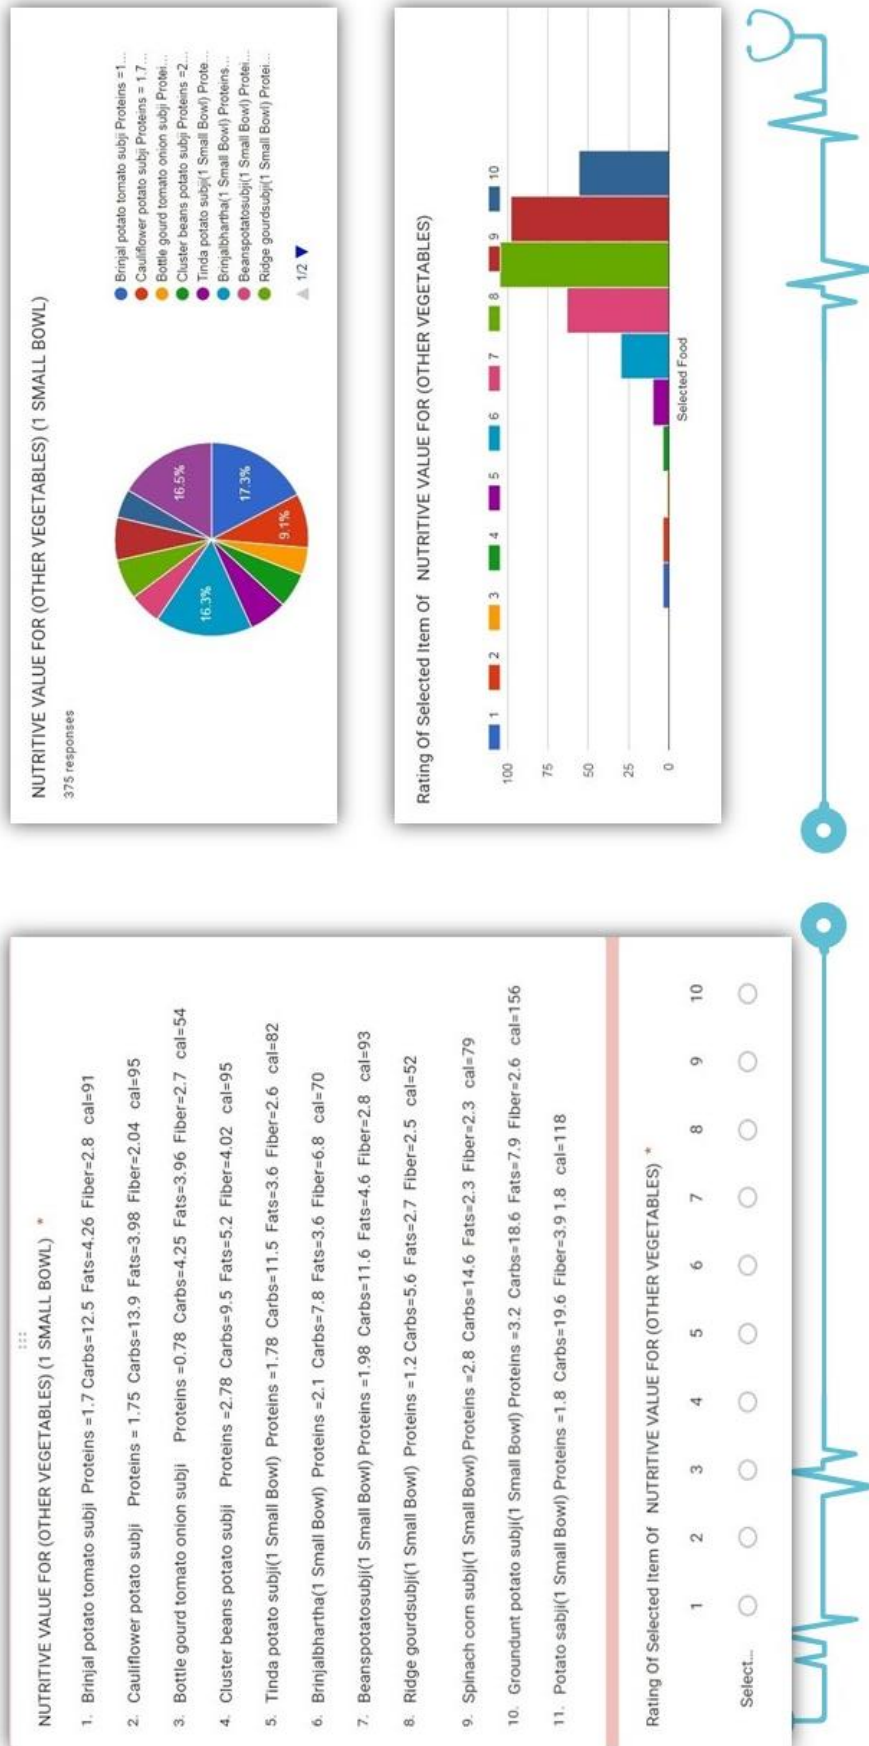 NUTRITIVE VALUE FOR (OTHER VEGETABLES) (1 SMALL BOWL) *
1. Brinjal potato tomato subji Proteins =1.7 Carbs=12.5 Fats=4.26 Fiber=2.8 cal=91
2. Cauliflower potato subji Proteins = 1.75 Carbs=13.9 Fats=3.98 Fiber=2.04 cal=95
3. Bottle gourd tomato onion subji Proteins =0.78 Carbs=4.25 Fats=3.96 Fiber=2.7 cal=54
4. Cluster beans potato subji Proteins =2.78 Carbs=9.5 Fats=5.2 Fiber=4.02 cal=95
5. Tinda potato subji(1 Small Bowl) Proteins =1.78 Carbs=11.5 Fats=3.6 Fiber=2.6 cal=82
6. Brinjalbhartha(1 Small Bowl) Proteins =2.1 Carbs=7.8 Fats=3.6 Fiber=6.8 cal=70
7. Beanspotatosubji(1 Small Bowl) Proteins =1.98 Carbs=11.6 Fats=4.6 Fiber=2.8 cal=93
8. Ridge gourdsubji(1 Small Bowl) Proteins =1.2 Carbs=5.6 Fats=2.7 Fiber=2.5 cal=52
9. Spinach corn subji(1 Small Bowl) Proteins =2.8 Carbs=14.6 Fats=2.3 Fiber=2.3 cal=79
10. Groundunt potato subji(1 Small Bowl) Proteins =3.2 Carbs=18.6 Fats=7.9 Fiber=2.6 cal=156
11. Potato sabji(1 Small Bowl) Proteins =1.8 Carbs=19.6 Fiber=3.9 1.8 cal=118
Rating Of Selected Item Of NUTRITIVE VALUE FOR (OTHER VEGETABLES) *
1 2 3 4 5 6 7 8 9 10
Select...
NUTRITIVE VALUE FOR (OTHER VEGETABLES) (1 SMALL BOWL)
375 responses
Brinjal potato tomato subji Proteins =1...
Cauliflower potato subji Proteins = 1.7...
Bottle gourd tomato onion subji Protei...
Cluster beans potato subji Proteins =2...
Tinda potato subji(1 Small Bowl) Prote...
Brinjalbhartha(1 Small Bowl) Proteins...
Beanspotatosubji(1 Small Bowl) Protei...
Ridge gourdsubji(1 Small Bowl) Protei...
1/2
16.5%
17.3%
9.1%
16.3%
Rating Of Selected Item Of NUTRITIVE VALUE FOR (OTHER VEGETABLES)
1 2 3 4 5 6 7 8 9 10
100
75
50
25
0
Selected Food